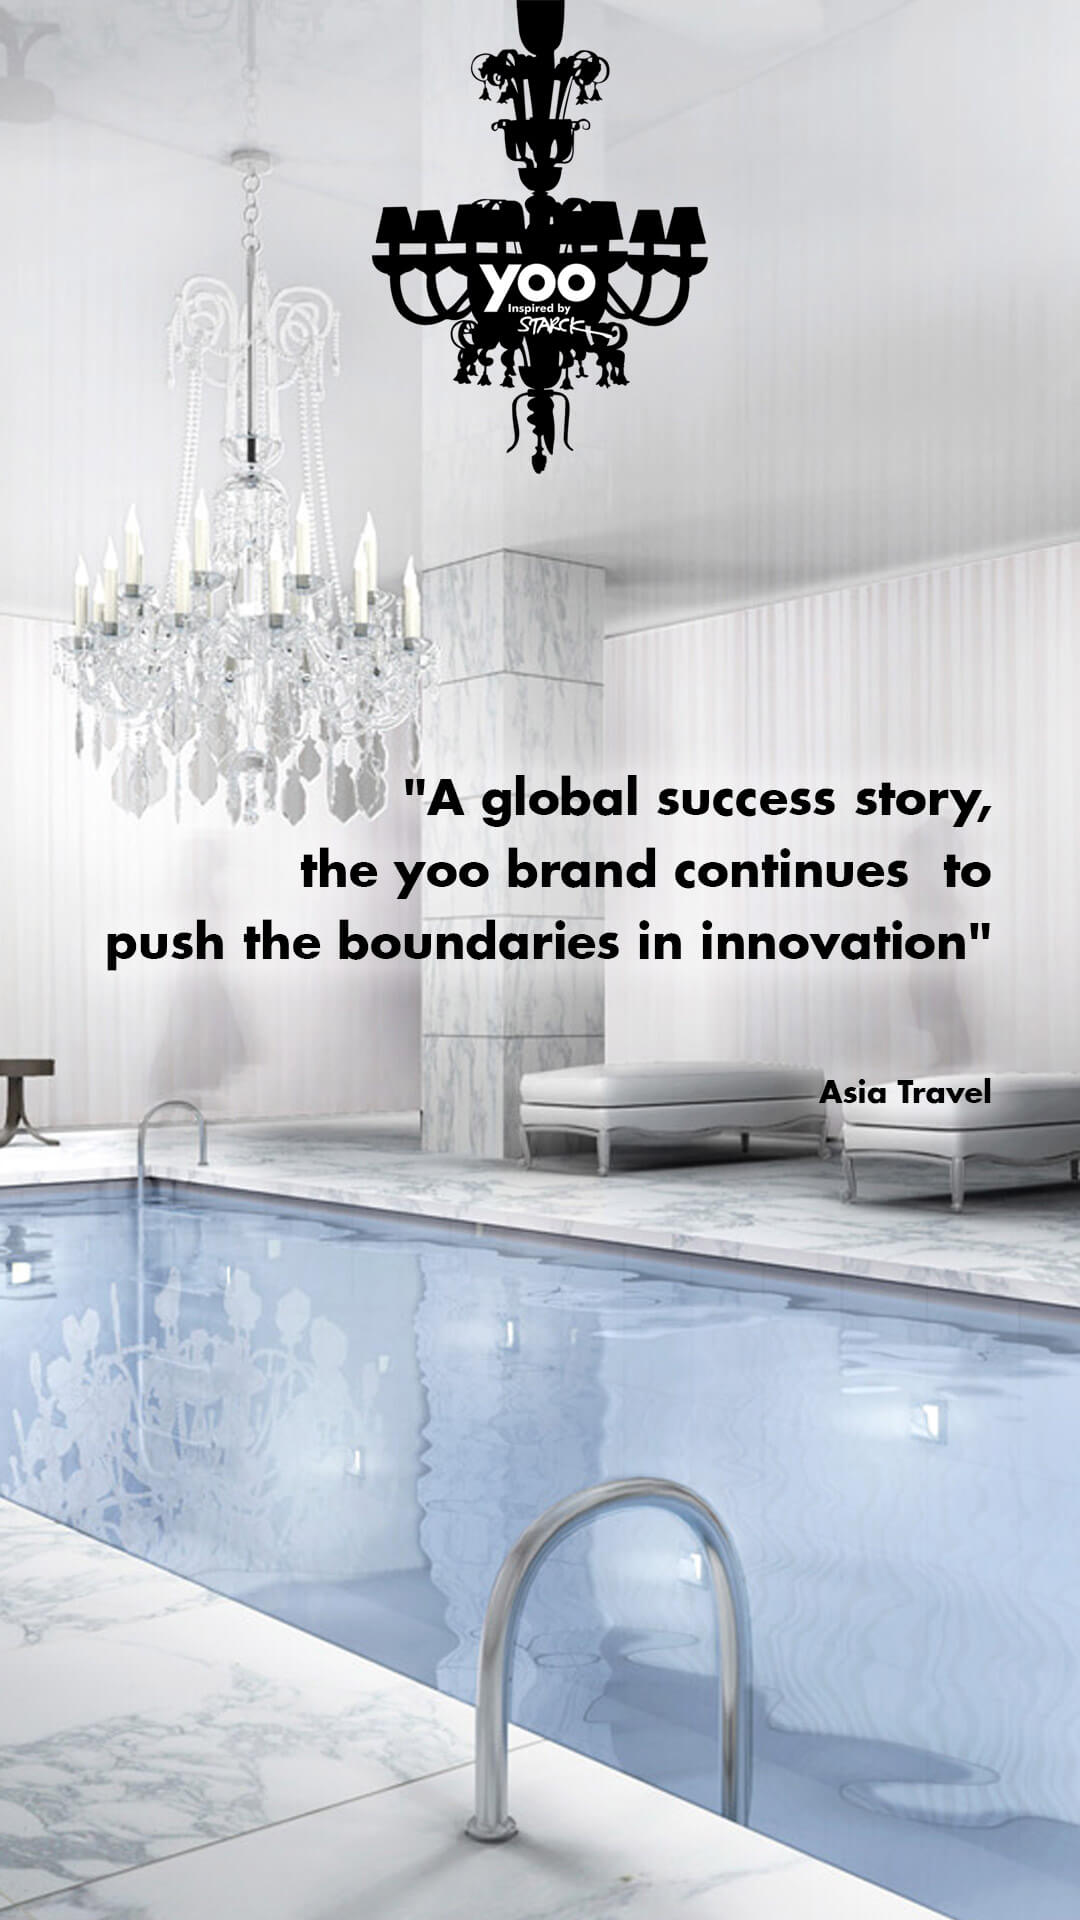 yoo
Inspired by
STARCK
"A global success story,
the yoo brand continues  to
push the boundaries in innovation"
Asia Travel